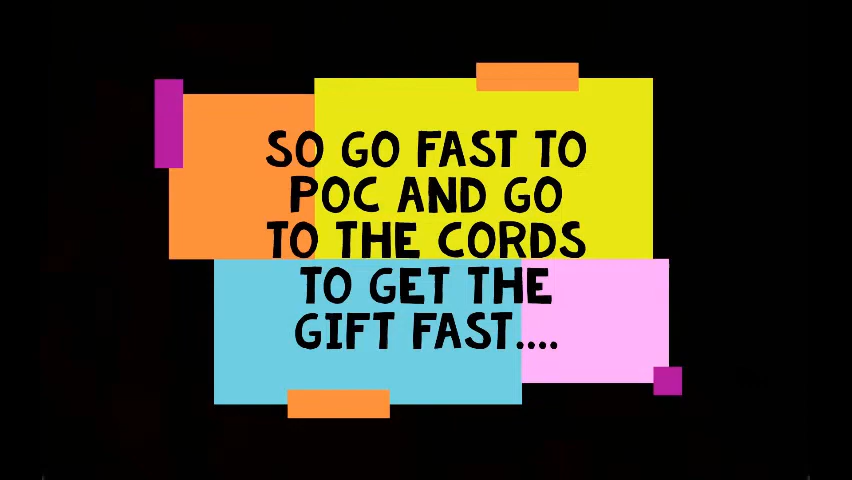 SO GO FAST TO
POC AND GO
TO THE CORDS
TO GET THE
GIFT FAST....